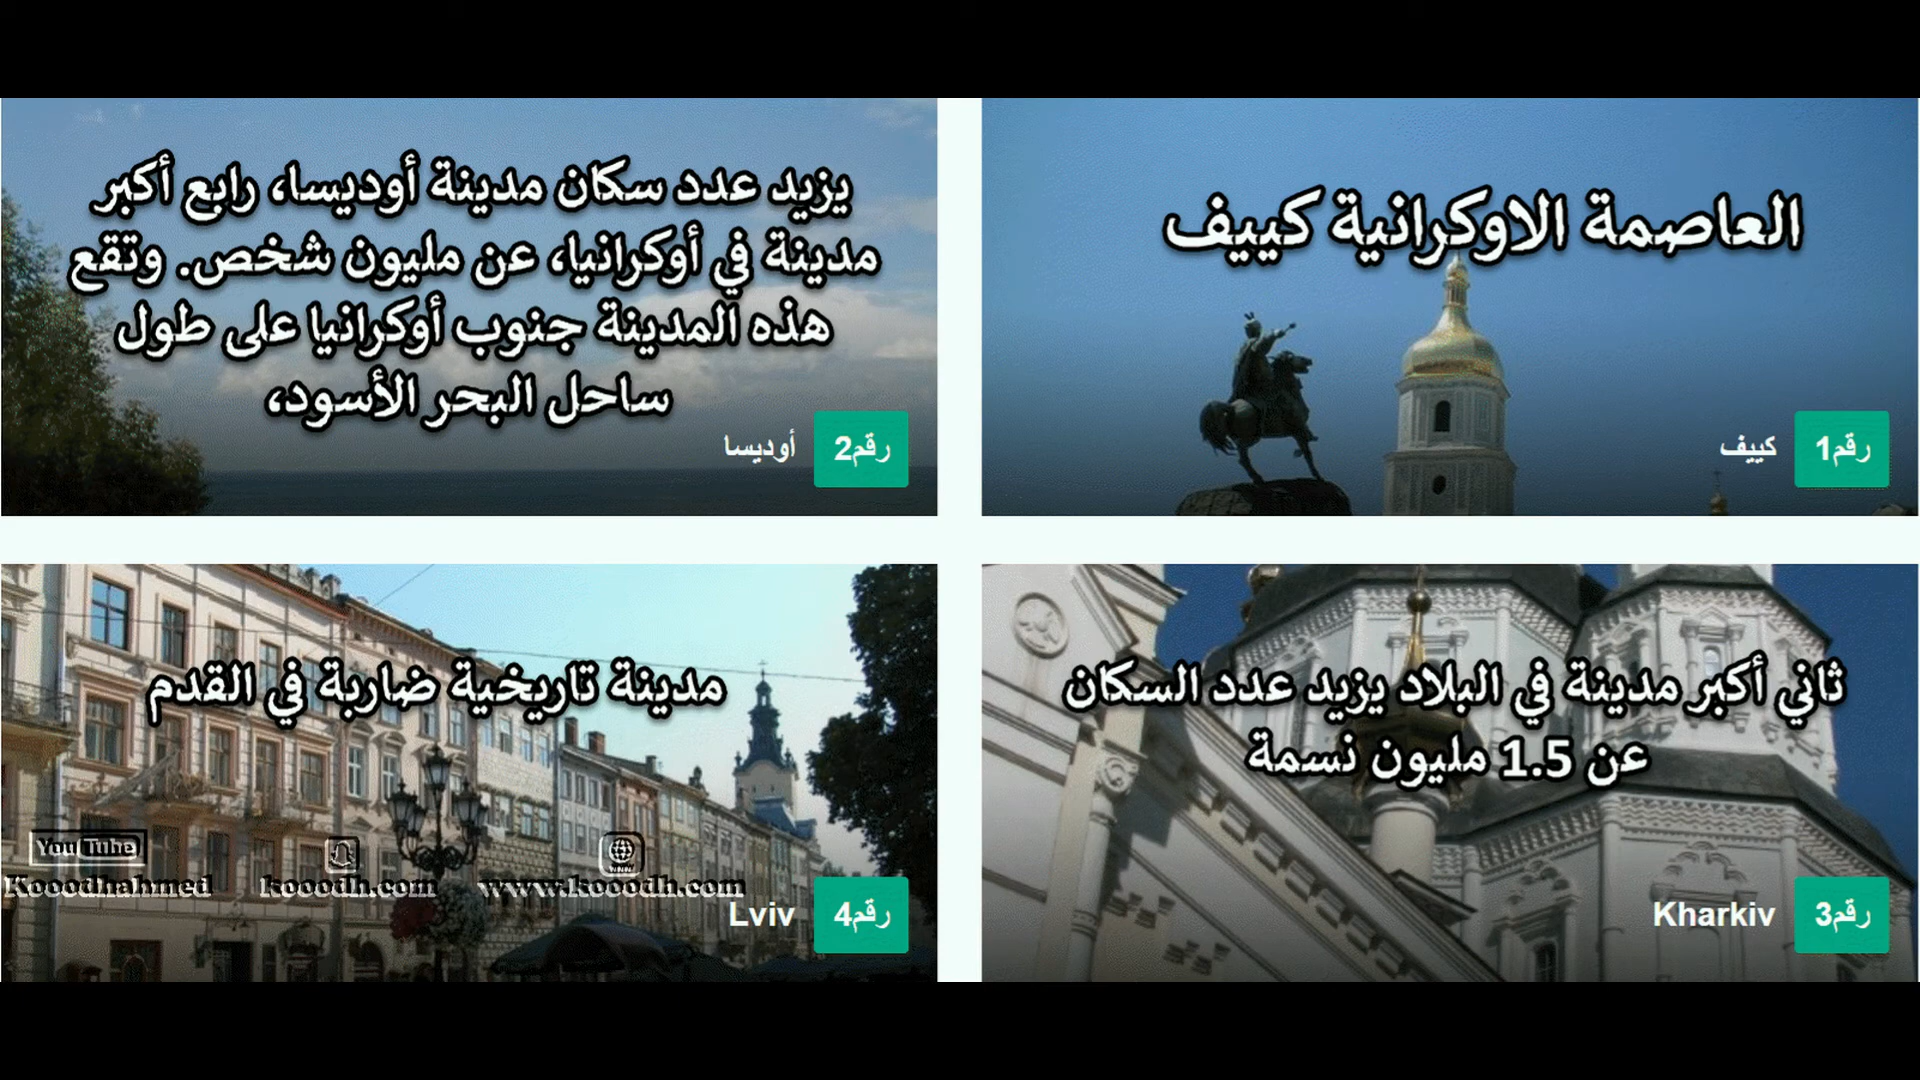 العاصمة الاوكرانية كييف
رقم1
كييف
يزيد عدد سكان مدينة أوديسا، رابع أكبر
مدينة في أوكرانيا، عن مليون شخص. وتقع
هذه المدينة جنوب أوكرانيا على طول
ساحل البحر الأسود،
رقم2
أوديسا
ثاني أكبر مدينة في البلاد يزيد عدد السكان
عن 1.5 مليون نسمة
رقم3
Kharkiv
مدينة تاريخية ضاربة في القدم
You Tube
Kooodhahmed
kooodh.com
www
www.kooodh.com
رقم4
Lviv